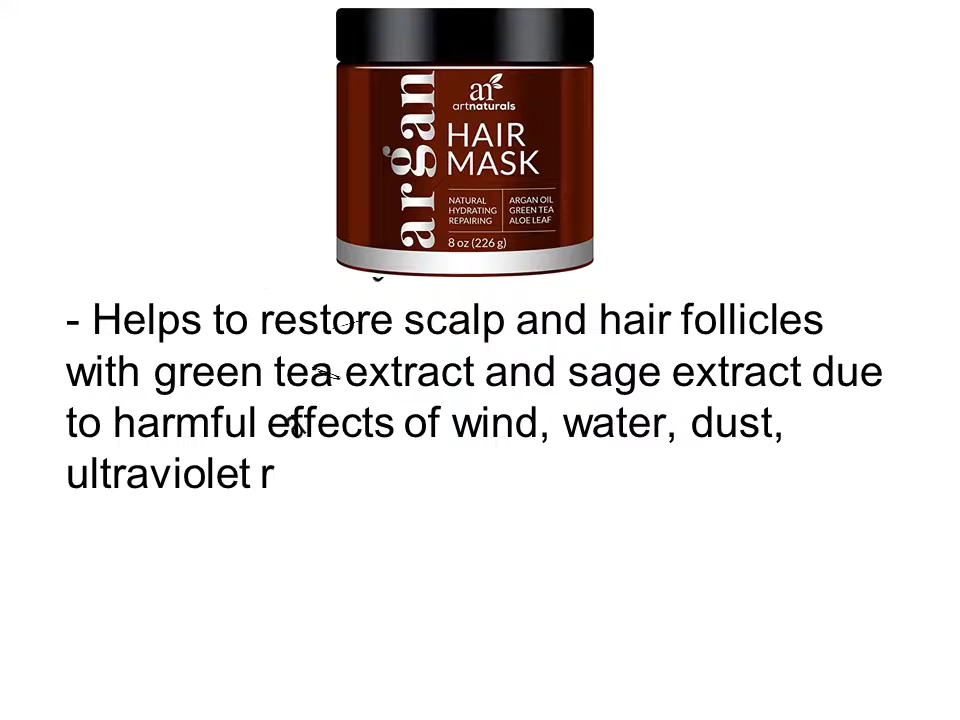 argan
ar
artnaturals
HAIR
MASK
NATURAL
HYDRATING
REPAIRING
ARGAN OIL
GREEN TEA
ALOE LEAF
8 oz (226 g)
- Helps to restore scalp and hair follicles
with green tea extract and sage extract due
to harmful effects of wind, water, dust,
ultraviolet r